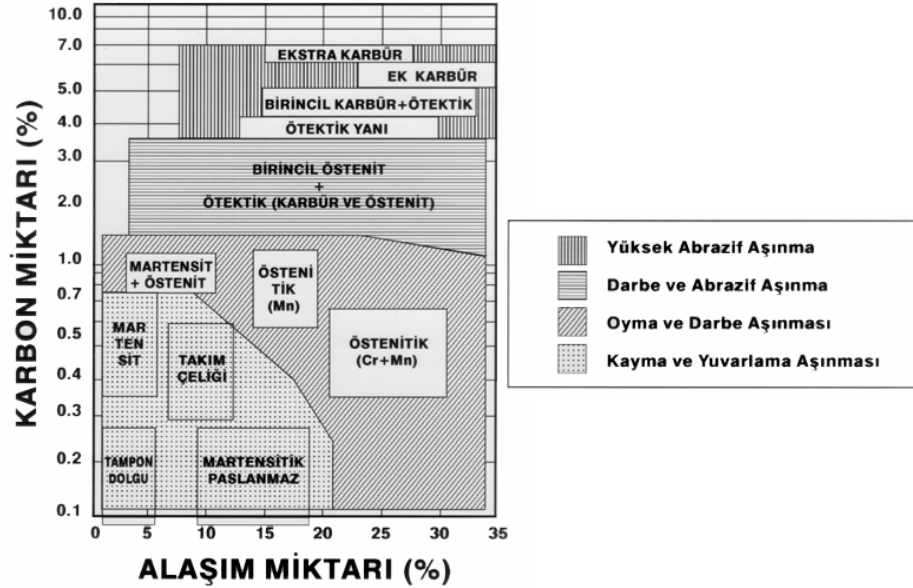 KARBON MİKTARI (%)
10.0
7.0
5.0
4.0
3.0
2.0
1.0
0.7
0.5
0.4
0.3
0.2
0.1
EKSTRA KARBÜR
EK KARBÜR
BİRİNCİL KARBÜR+ÖTEKTİK
ÖTEKTİK YANI
BİRİNCİL ÖSTENİT
+
ÖTEKTİK (KARBÜR VE ÖSTENİT)
MARTENSİT
+ ÖSTENİT
ÖSTENİ
TİK
(Mn)
MAR
TEN
SİT
TAKIM
ÇELİĞİ
ÖSTENİTİK
(Cr+Mn)
TAMPON
DOLGU
MARTENSİTİK
PASLANMAZ
0 5 10 15 20 25 30 35
ALAŞIM MİKTARI (%)
Yüksek Abrazif Aşınma
Darbe ve Abrazif Aşınma
Oyma ve Darbe Aşınması
Kayma ve Yuvarlama Aşınması